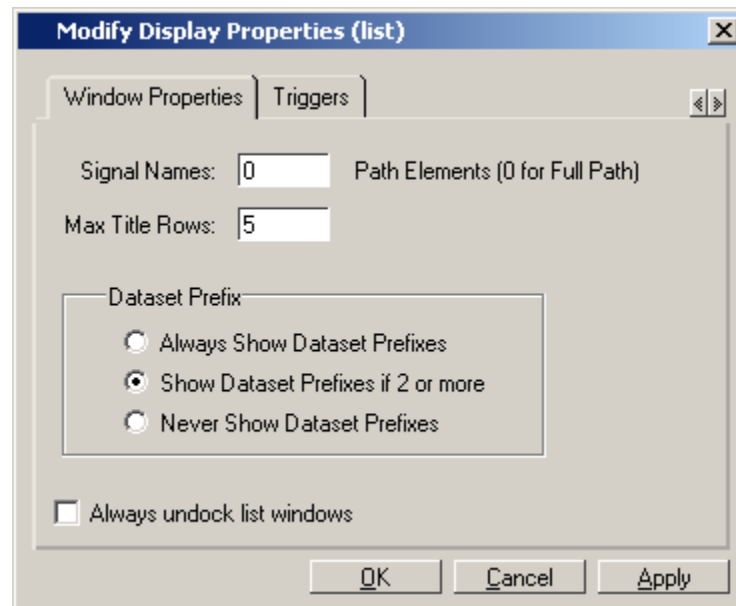 Modify Display Properties (list)
Window Properties Triggers
Signal Names: 0 Path Elements (0 for Full Path)
Max Title Rows: 5
Dataset Prefix
Always Show Dataset Prefixes
Show Dataset Prefixes if 2 or more
Never Show Dataset Prefixes
Always undock list windows
OK Cancel Apply